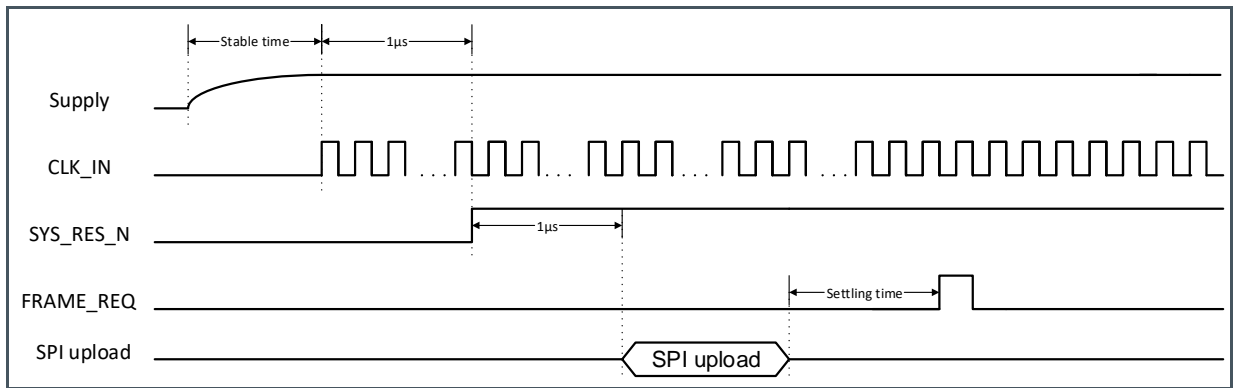 Stable time
1µs
Supply
CLK_IN
. . .
. . .
. . .
. . .
SYS_RES_N
1µs
FRAME_REQ
Settling time
SPI upload
SPI upload